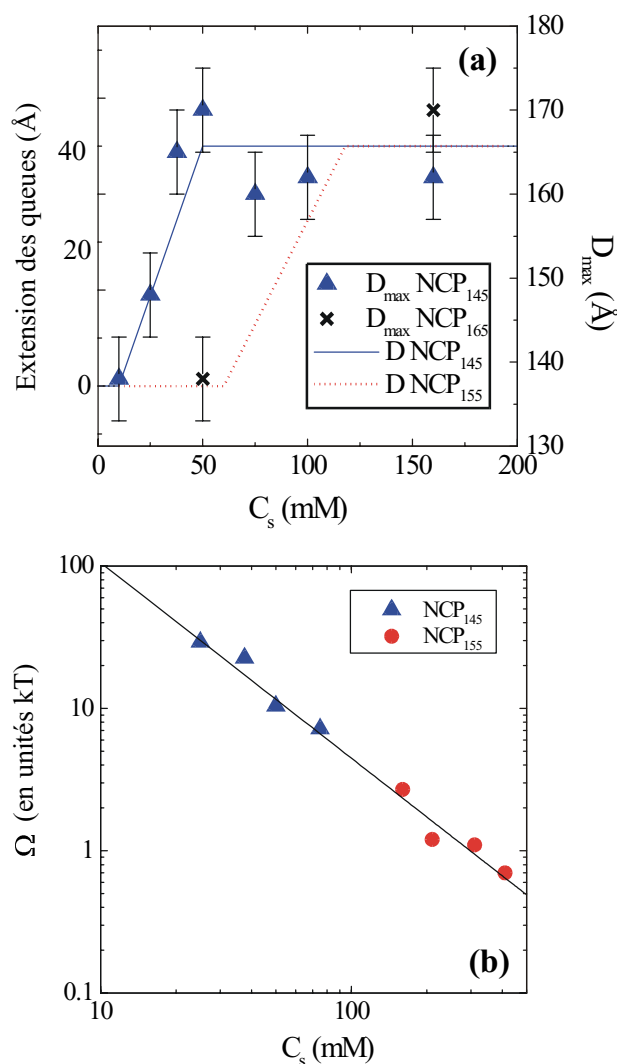 (a)
Extension des queues (Å)
40
20
0
180
170
160
150
140
130
D_max (Å)
D_max NCP_145
D_max NCP_165
D NCP_145
D NCP_155
0 50 100 150 200
C_s (mM)
100
10
1
0.1
Ω (en unités kT)
NCP_145
NCP_155
(b)
10 100
C_s (mM)